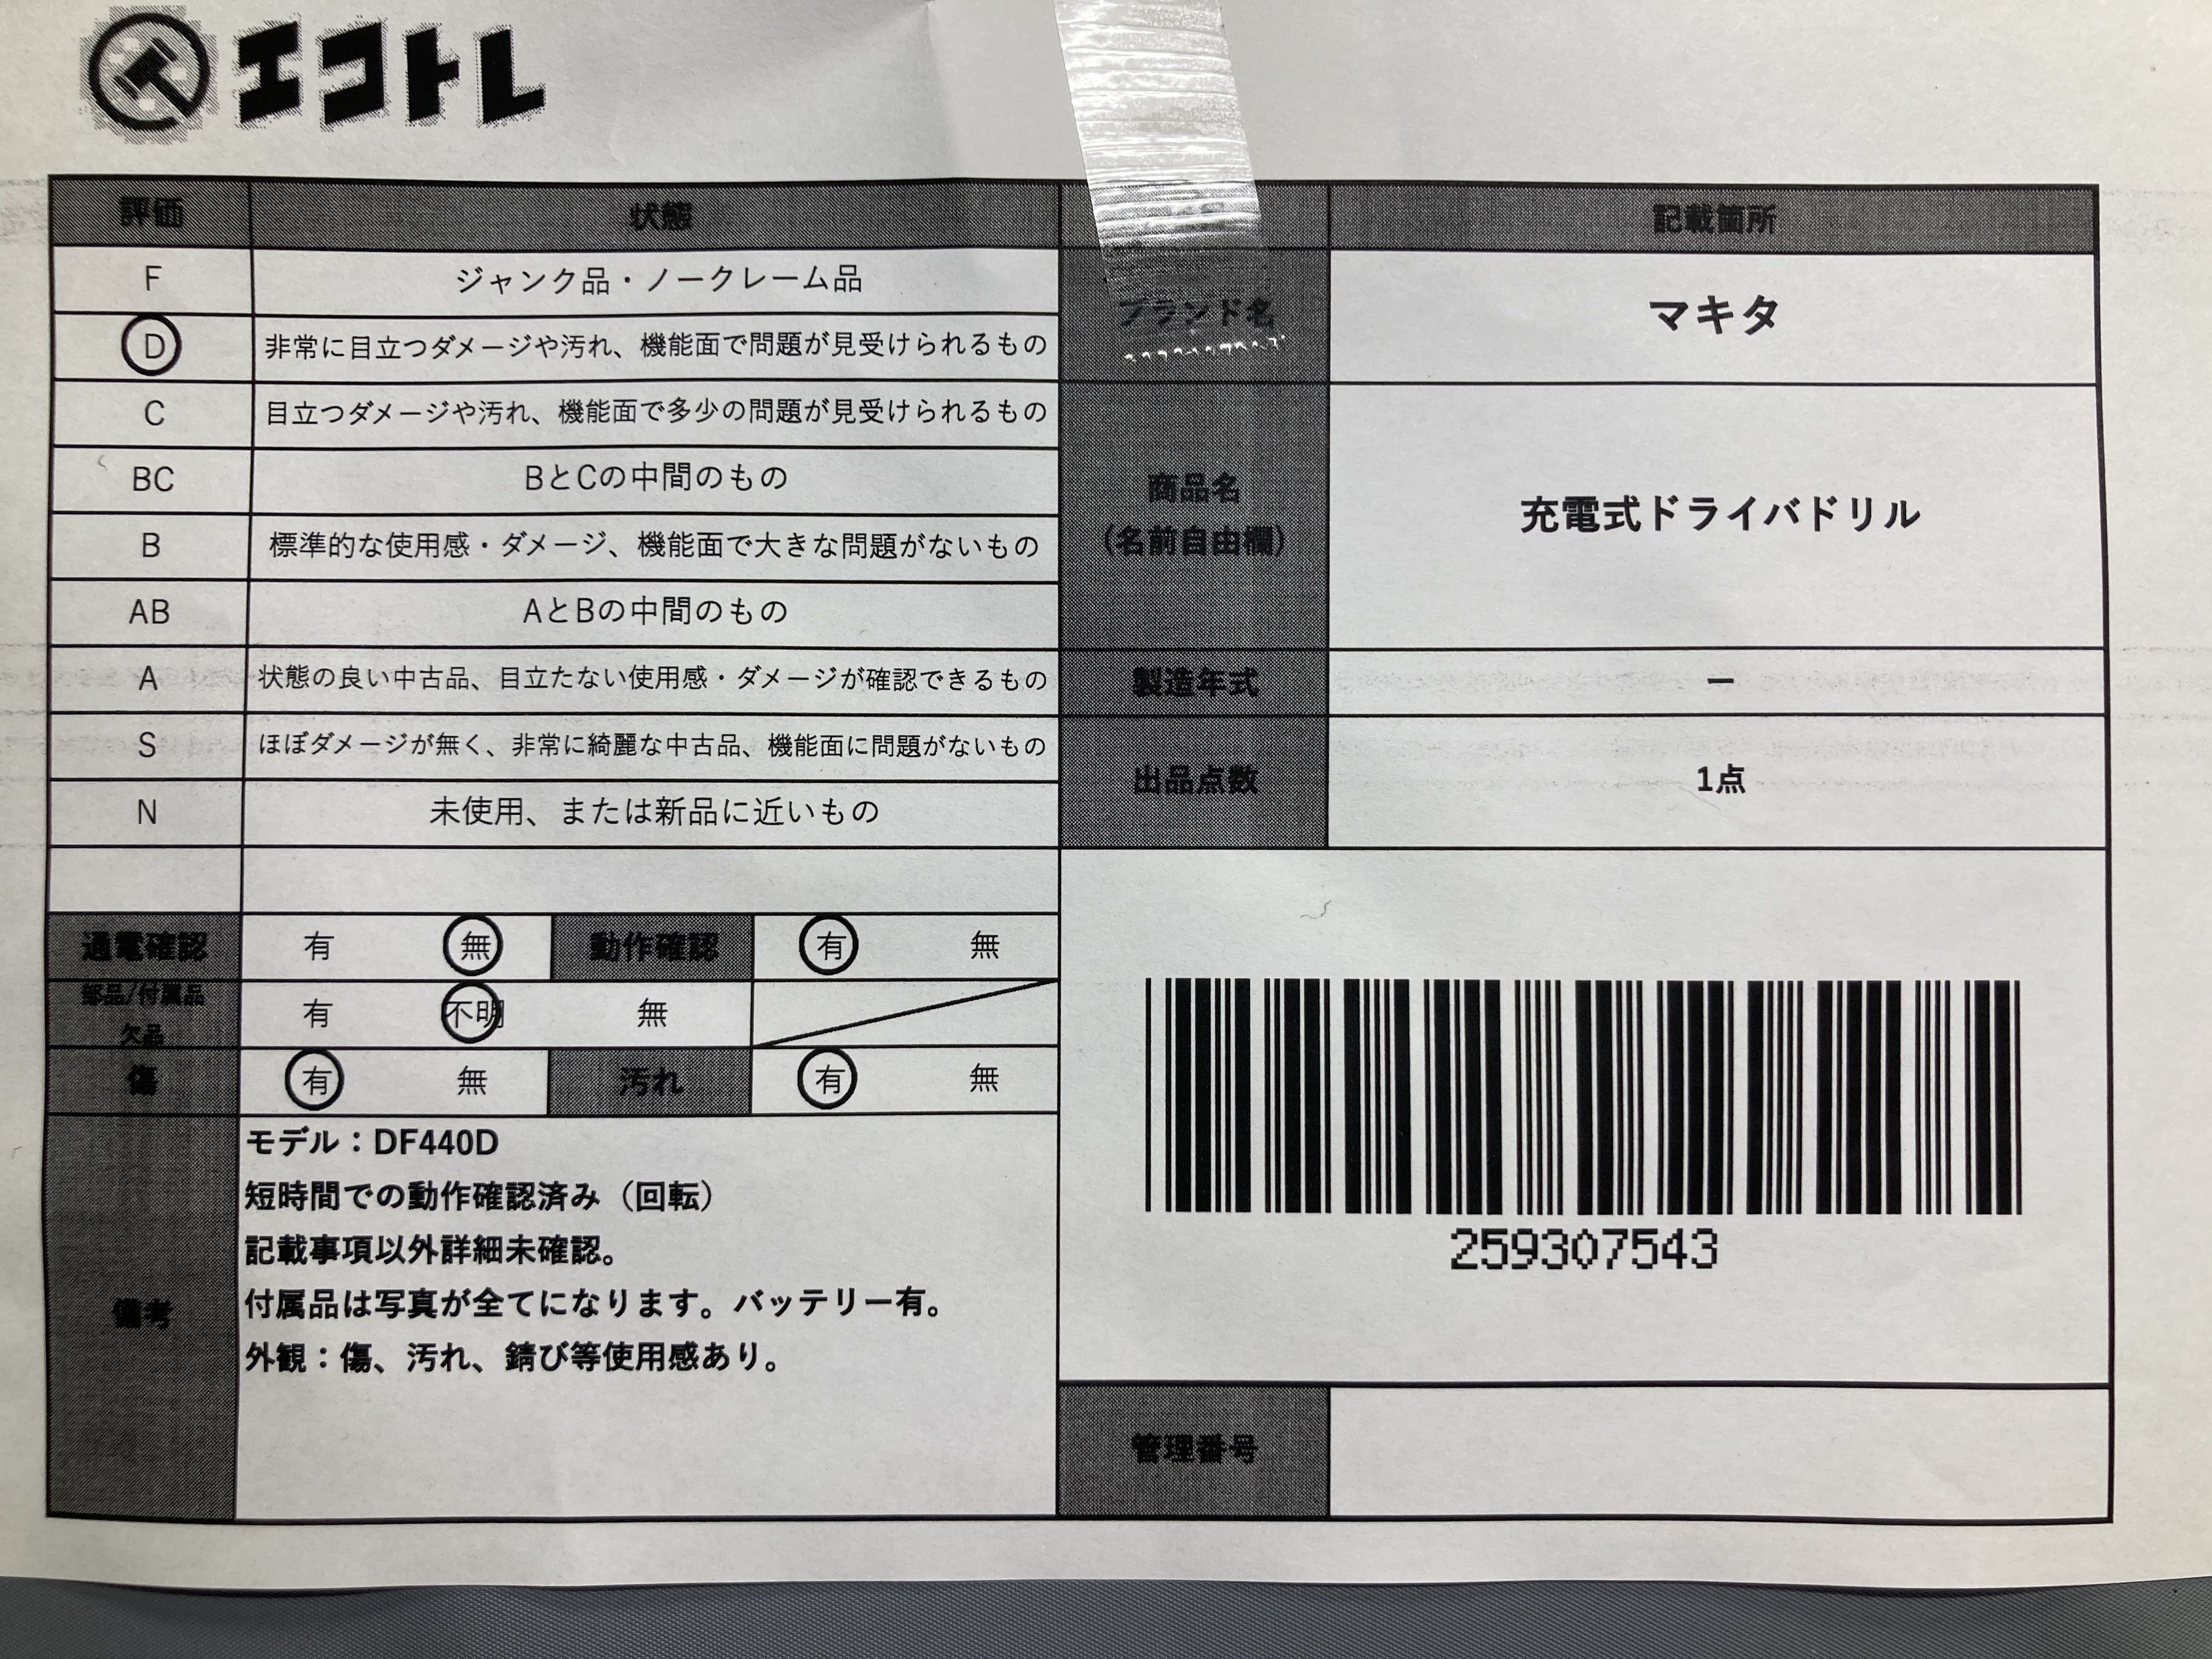 エコトレ
評価 状態
F ジャンク品・ノークレーム品
D 非常に目立つダメージや汚れ、機能面で問題が見受けられるもの
C 目立つダメージや汚れ、機能面で多少の問題が見受けられるもの
BC BとCの中間のもの
B 標準的な使用感・ダメージ、機能面で大きな問題がないもの
AB AとBの中間のもの
A 状態の良い中古品、目立たない使用感・ダメージが確認できるもの
S ほぼダメージが無く、非常に綺麗な中古品、機能面に問題がないもの
N 未使用、または新品に近いもの
通電確認 有 無 動作確認 有 無
部品/付属品
欠品
有 不明 無
傷 有 無 汚れ 有 無
備考
モデル：DF440D
短時間での動作確認済み（回転）
記載事項以外詳細未確認。
付属品は写真が全てになります。バッテリー有。
外観：傷、汚れ、錆び等使用感あり。
記載箇所
ブランド名 マキタ
商品名
（名前自由欄）
充電式ドライバドリル
製造年式 ー
出品点数 1点
259307543
管理番号